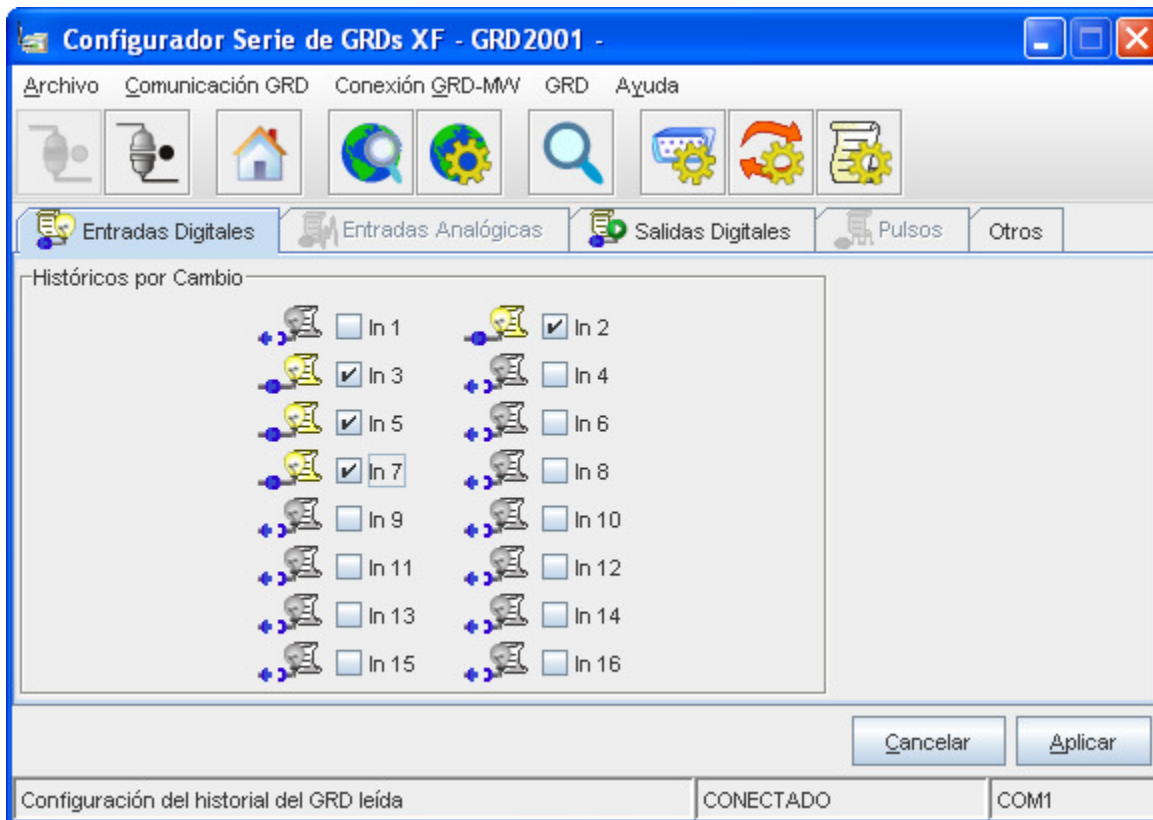 Configurador Serie de GRDs XF - GRD2001 -
Archivo Comunicación GRD Conexión GRD-MW GRD Ayuda
Entradas Digitales Entradas Analógicas Salidas Digitales Pulsos Otros
Históricos por Cambio
In 1 In 2
In 3 In 4
In 5 In 6
In 7 In 8
In 9 In 10
In 11 In 12
In 13 In 14
In 15 In 16
Cancelar Aplicar
Configuración del historial del GRD leída CONECTADO COM1